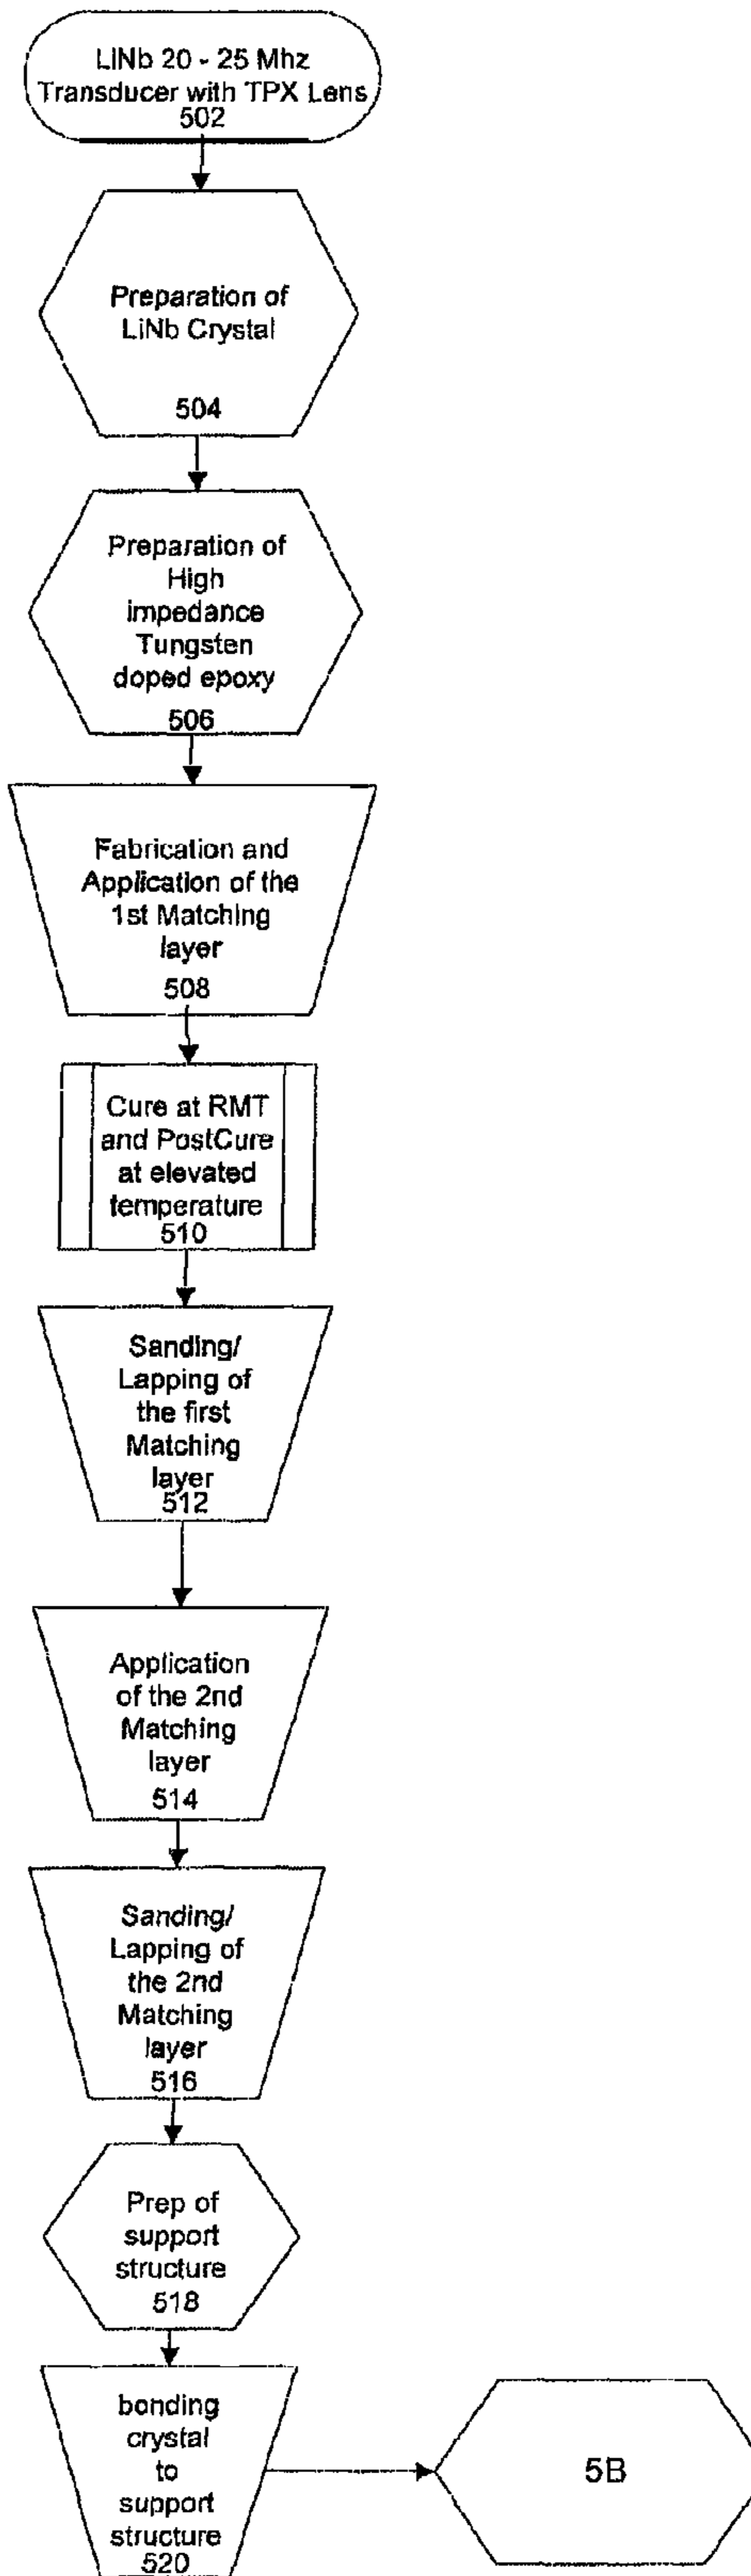 LiNb 20 - 25 Mhz
Transducer with TPX Lens
502
Preparation of
LiNb Crystal
504
Preparation of
High
impedance
Tungsten
doped epoxy
506
Fabrication and
Application of the
1st Matching
layer
508
Cure at RMT
and PostCure
at elevated
temperature
510
Sanding/
Lapping of
the first
Matching
layer
512
Application
of the 2nd
Matching
layer
514
Sanding/
Lapping of
the 2nd
Matching
layer
516
Prep of
support
structure
518
bonding
crystal
to
support
structure
520
5B